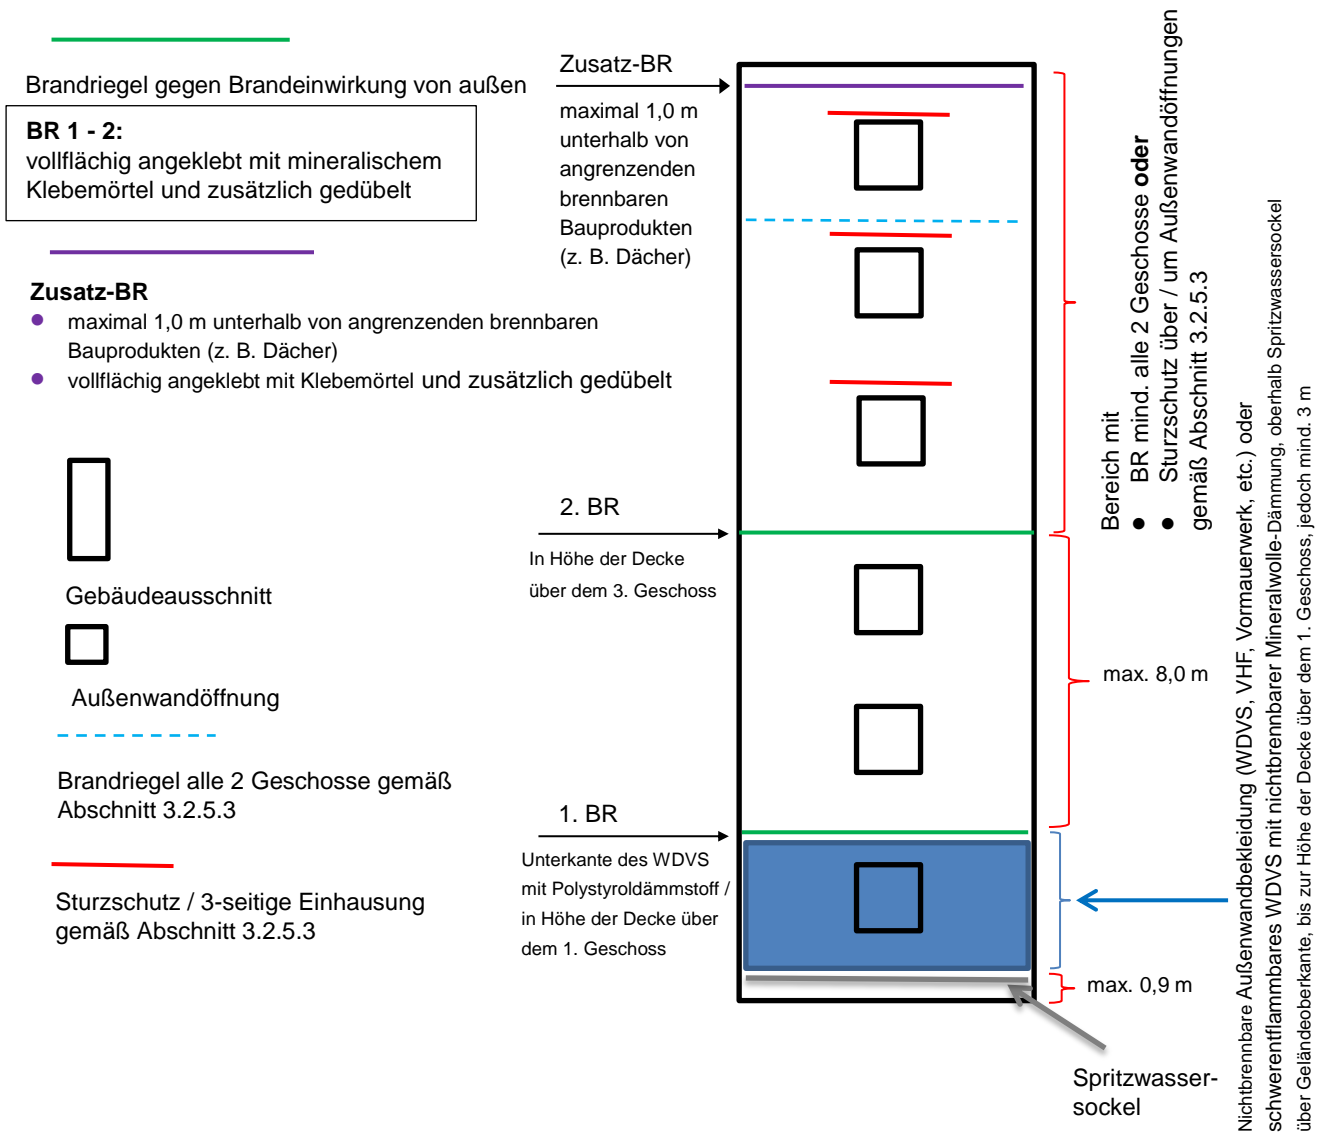 Brandriegel gegen Brandeinwirkung von außen
BR 1 - 2:
vollflächig angeklebt mit mineralischem
Klebemörtel und zusätzlich gedübelt
Zusatz-BR
● maximal 1,0 m unterhalb von angrenzenden brennbaren
Bauprodukten (z. B. Dächer)
● vollflächig angeklebt mit Klebemörtel und zusätzlich gedübelt
Gebäudeausschnitt
Außenwandöffnung
Brandriegel alle 2 Geschosse gemäß
Abschnitt 3.2.5.3
Sturzschutz / 3-seitige Einhausung
gemäß Abschnitt 3.2.5.3
Zusatz-BR
maximal 1,0 m
unterhalb von
angrenzenden
brennbaren
Bauprodukten
(z. B. Dächer)
2. BR
In Höhe der Decke
über dem 3. Geschoss
1. BR
Unterkante des WDVS
mit Polystyroldämmstoff /
in Höhe der Decke über
dem 1. Geschoss
Bereich mit
● BR mind. alle 2 Geschosse oder
● Sturzschutz über / um Außenwandöffnungen
gemäß Abschnitt 3.2.5.3
max. 8,0 m
max. 0,9 m
Spritzwasser-
sockel
Nichtbrennbare Außenwandbekleidung (WDVS, VHF, Vormauerwerk, etc.) oder
schwerentflammbares WDVS mit nichtbrennbarer Mineralwolle-Dämmung, oberhalb Spritzwassersockel
über Geländeoberkante, bis zur Höhe der Decke über dem 1. Geschoss, jedoch mind. 3 m